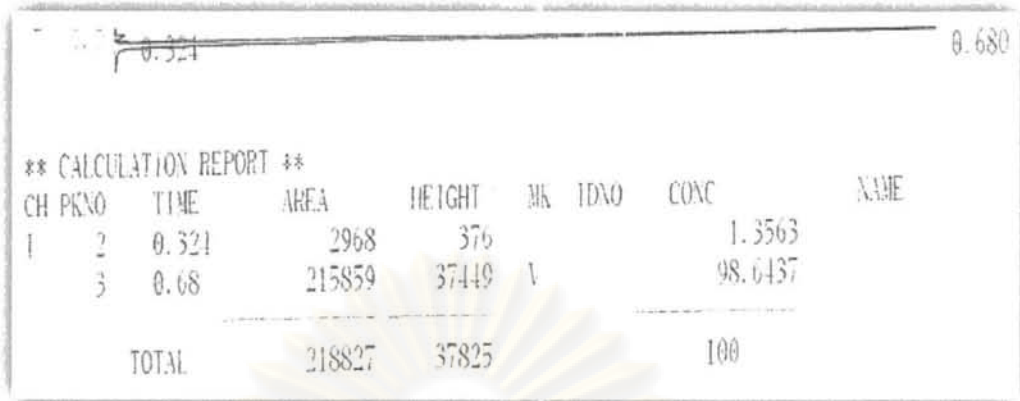 0.324
0.680
** CALCULATION REPORT **
CH PKNO TIME AREA HEIGHT MK IDNO CONC NAME
1 2 0.324 2968 376 1.3563
3 0.68 215859 37449 V 98.6437
TOTAL 218827 37825 100